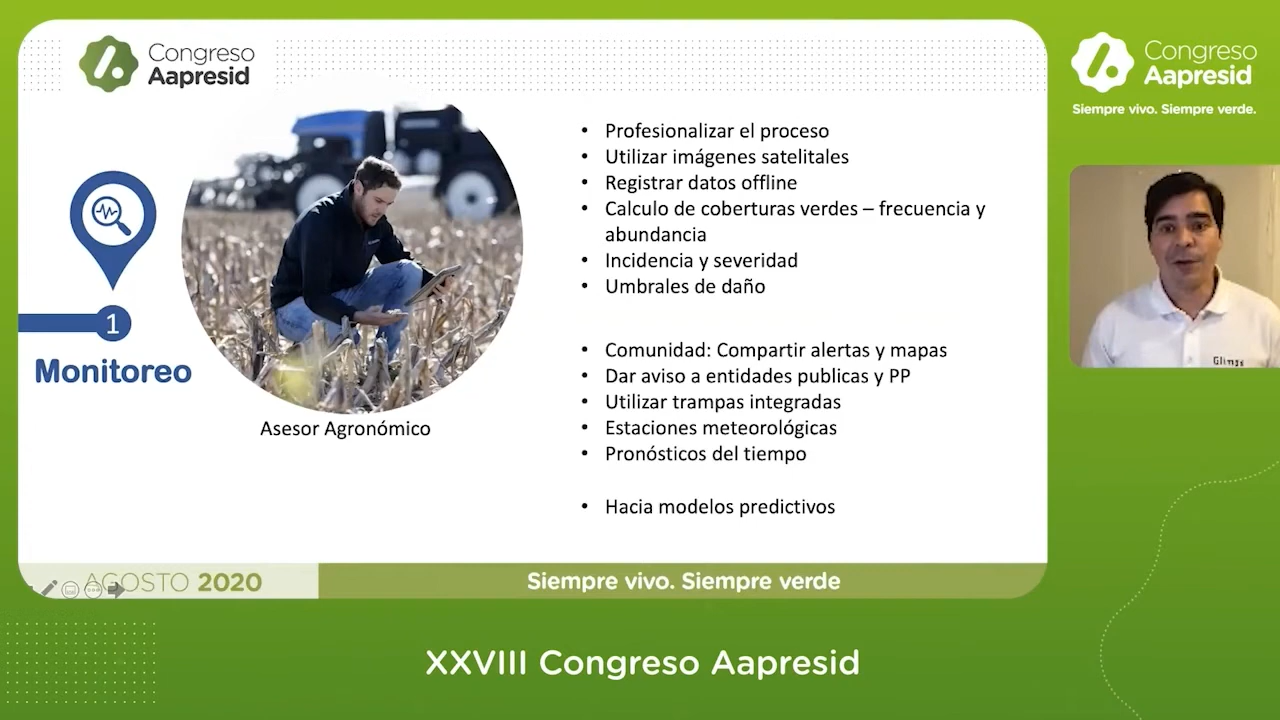 Congreso
Aapresid
Congreso
Aapresid
Siempre vivo. Siempre verde.
1
Monitoreo
Asesor Agronómico
• Profesionalizar el proceso
• Utilizar imágenes satelitales
• Registrar datos offline
• Calculo de coberturas verdes – frecuencia y
abundancia
• Incidencia y severidad
• Umbrales de daño
• Comunidad: Compartir alertas y mapas
• Dar aviso a entidades publicas y PP
• Utilizar trampas integradas
• Estaciones meteorológicas
• Pronósticos del tiempo
• Hacia modelos predictivos
AGOSTO 2020
Siempre vivo. Siempre verde
XXVIII Congreso Aapresid